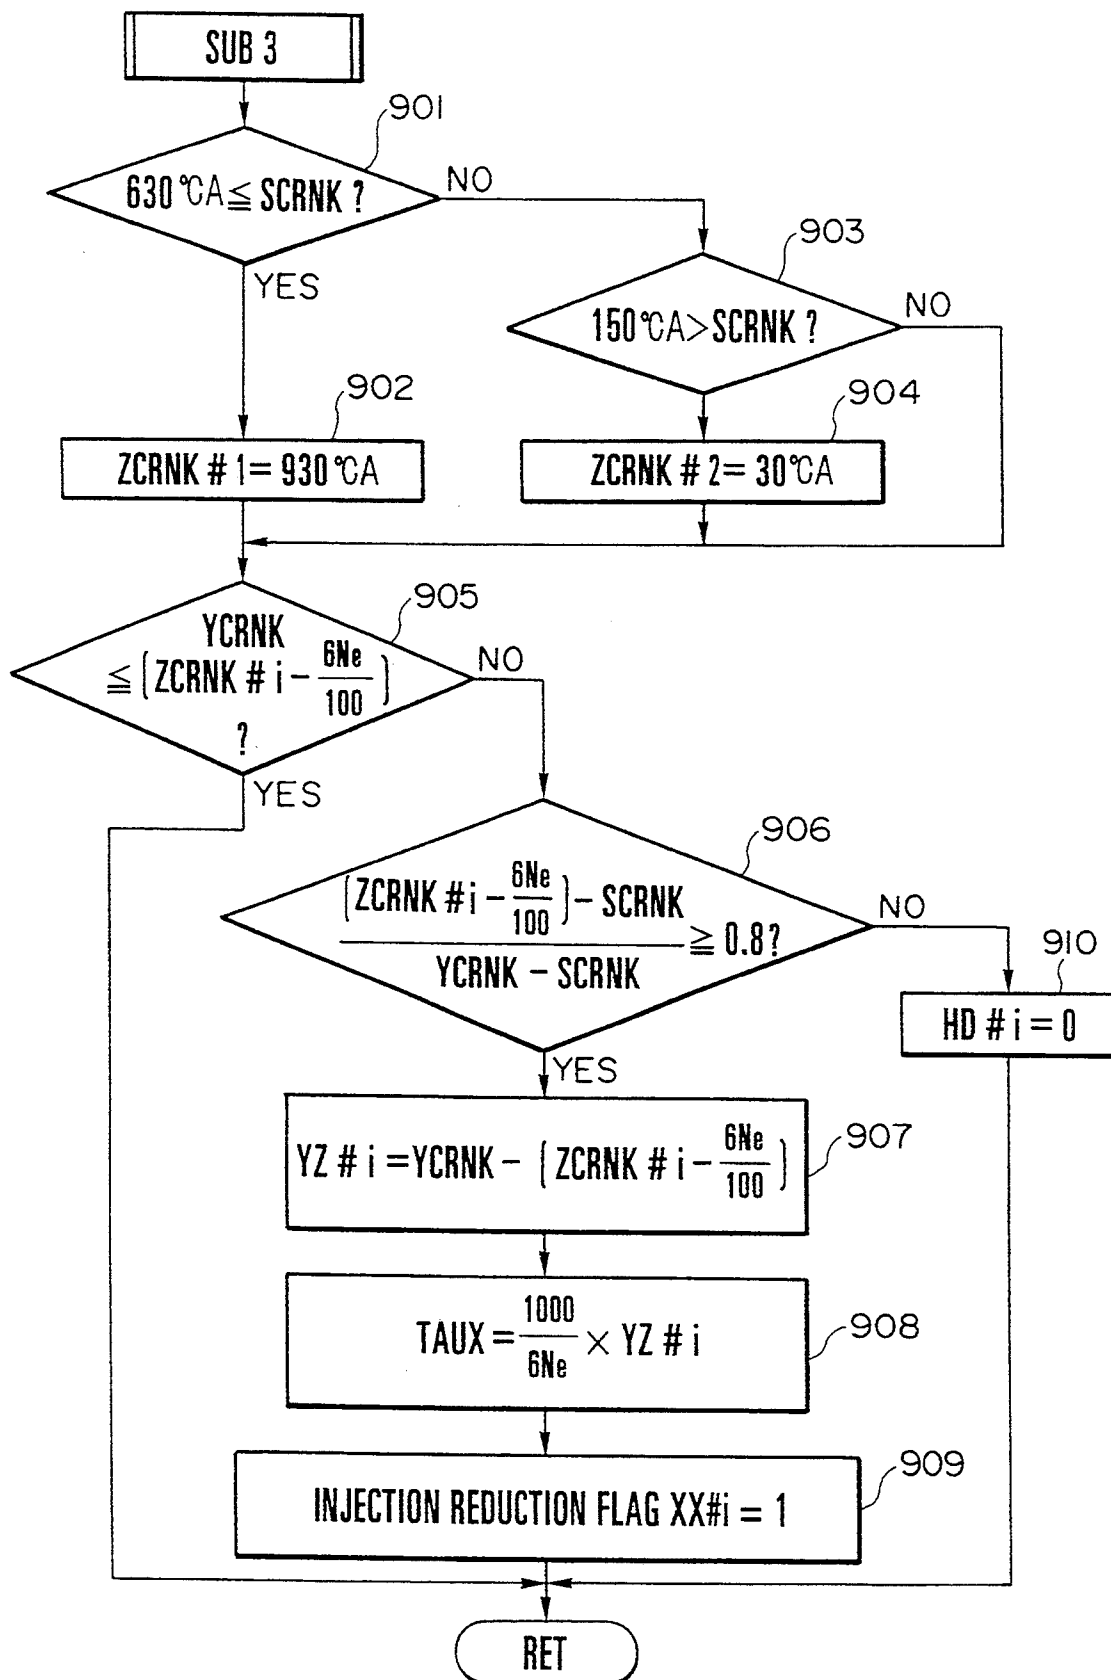 SUB 3
901
630°CA≦SCRNK ?
NO
YES
903
150°CA>SCRNK ?
NO
902
ZCRNK # 1= 930°CA
904
ZCRNK # 2= 30°CA
905
YCRNK
≦(ZCRNK # i - 6Ne/100)
?
NO
YES
906
((ZCRNK #i - 6Ne/100) - SCRNK)/(YCRNK - SCRNK) ≧ 0.8?
NO
YES
910
HD # i = 0
907
YZ # i =YCRNK - (ZCRNK # i - 6Ne/100)
908
TAUX = 1000/6Ne × YZ # i
909
INJECTION REDUCTION FLAG XX#i = 1
RET